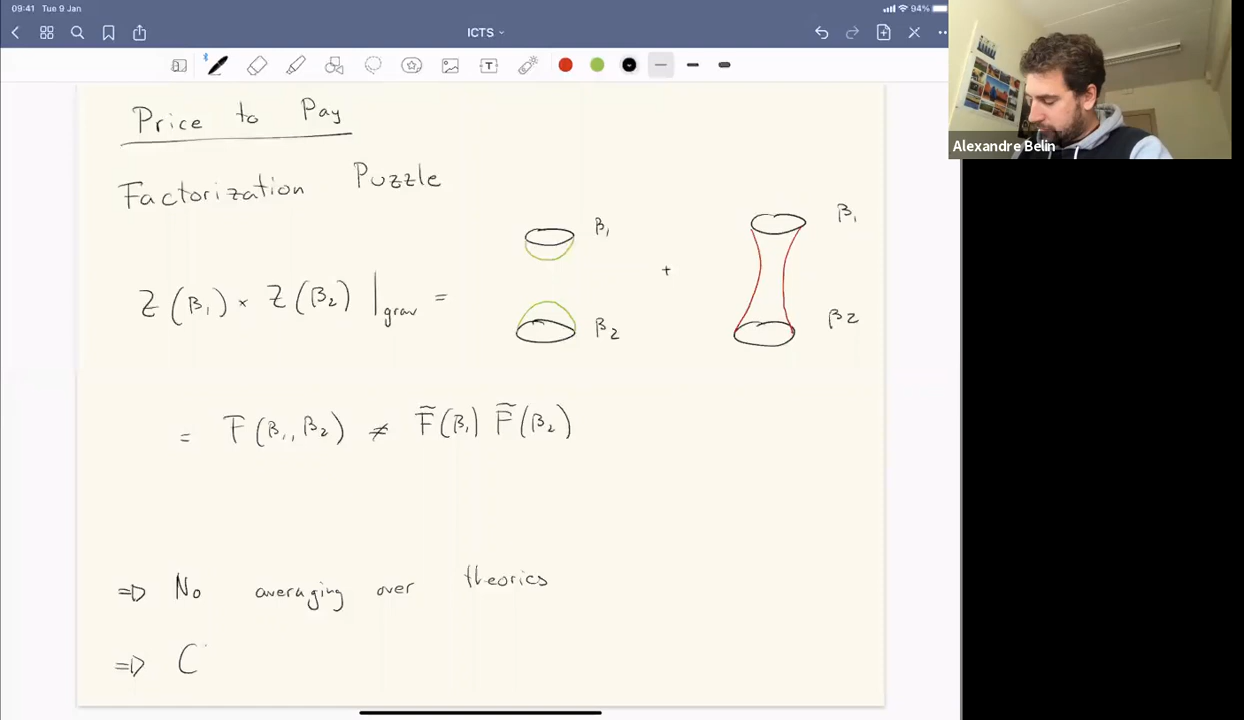 09:41 Tue 9 Jan
94%
ICTS
Alexandre Belin
Price to Pay
Factorization Puzzle
β1
β1
Z(β1) × Z(β2) |grav =
+
β2
β2
= F(β1, β2) ≠ F̃(β1) F̃(β2)
⇒ No averaging over theories
⇒ C